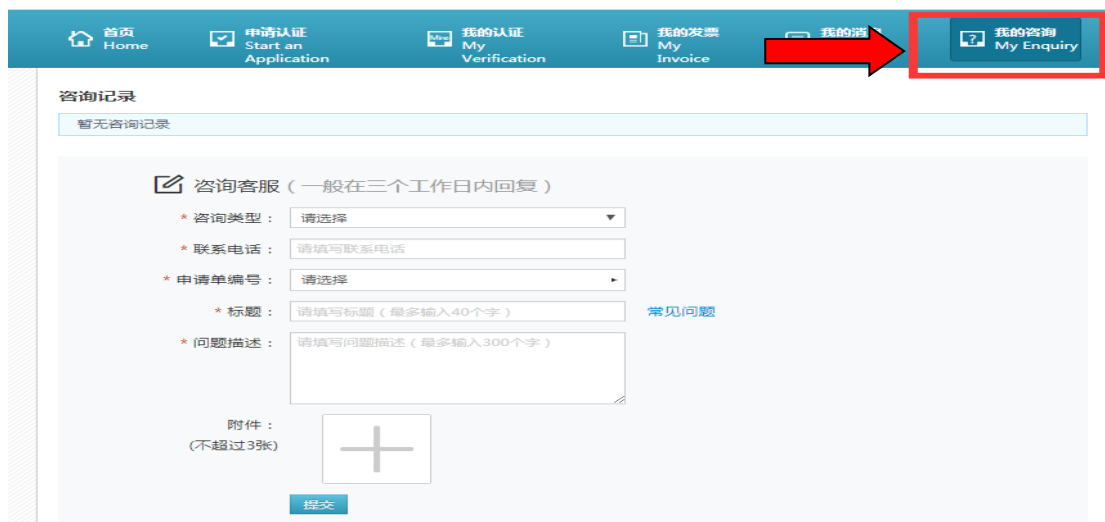 首页
Home
申请认证
Start an
Application
我的认证
My
Verification
我的发票
My
Invoice
我的消
我的咨询
My Enquiry
咨询记录
暂无咨询记录
咨询客服（一般在三个工作日内回复）
* 咨询类型： 请选择
* 联系电话： 请填写联系电话
* 申请单编号： 请选择
* 标题： 请填写标题（最多输入40个字） 常见问题
* 问题描述： 请填写问题描述（最多输入300个字）
附件：
(不超过3张)
提交